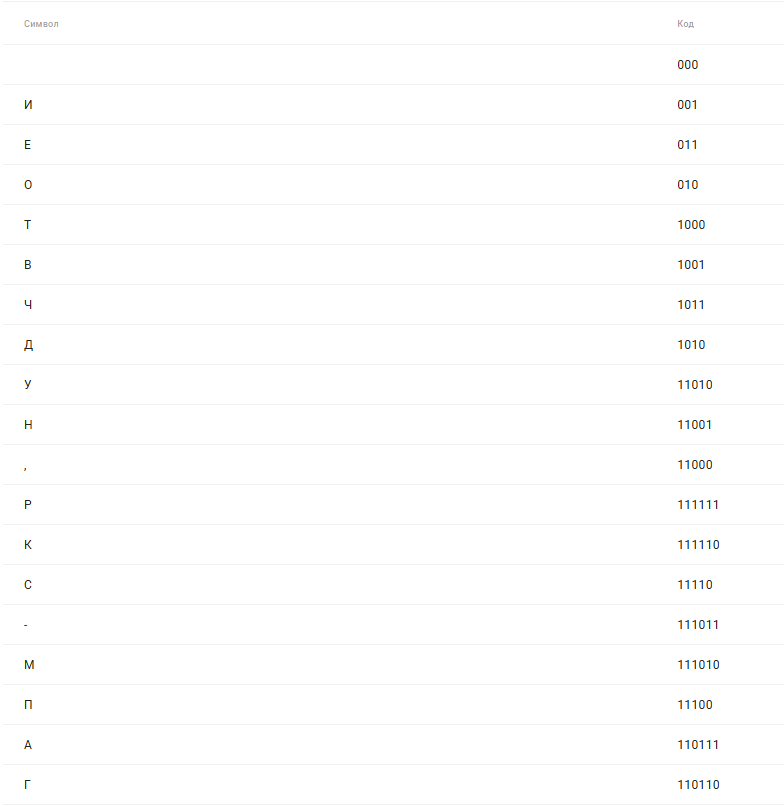 Символ Код
000
И 001
Е 011
О 010
Т 1000
В 1001
Ч 1011
Д 1010
У 11010
Н 11001
, 11000
Р 111111
К 111110
С 11110
- 111011
М 111010
П 11100
А 110111
Г 110110